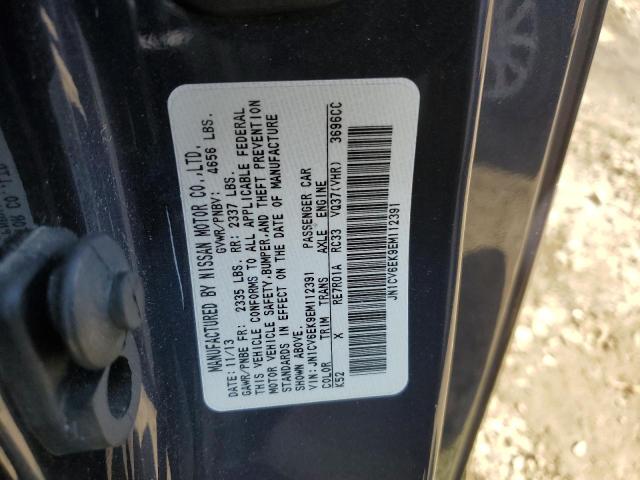 MANUFACTURED BY NISSAN MOTOR CO.,LTD.
DATE: 11/13 GVWR/PNBV: 4656 LBS.
GAWR/PNBE FR: 2335 LBS. RR: 2337 LBS.
THIS VEHICLE CONFORMS TO ALL APPLICABLE FEDERAL
MOTOR VEHICLE SAFETY,BUMPER,AND THEFT PREVENTION
STANDARDS IN EFFECT ON THE DATE OF MANUFACTURE
SHOWN ABOVE.
VIN:JN1CV6EK9EM112391 PASSENGER CAR
COLOR TRIM TRANS AXLE ENGINE
K52 X RE7R01A RC33 VQ37(VHR) 3696CC
JN1CV6EK9EM112391